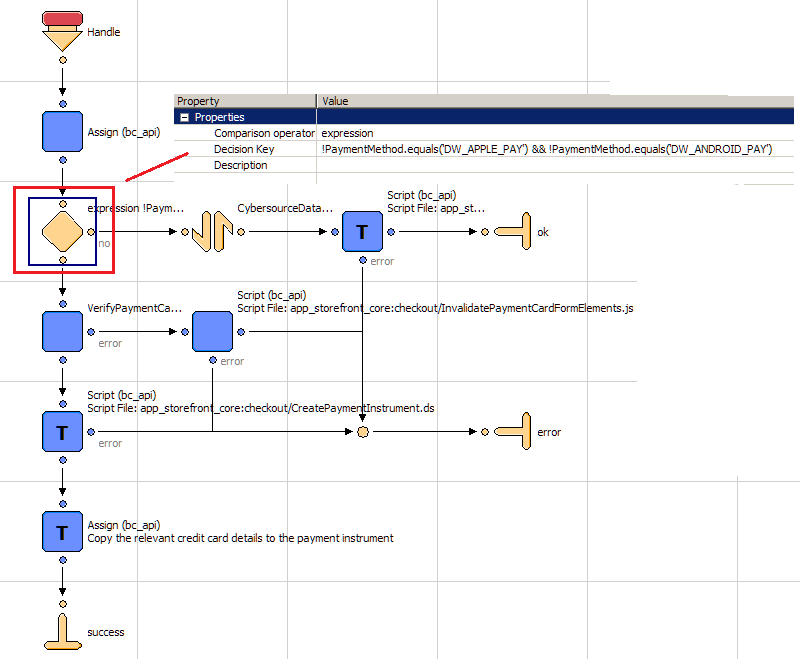 Handle
Property Value
Properties
Assign (bc_api)
Comparison operator expression
Decision Key !PaymentMethod.equals('DW_APPLE_PAY') && !PaymentMethod.equals('DW_ANDROID_PAY')
Description
expression !Paym...
no
CybersourceData...
Script (bc_api)
Script File: app_st...
T
ok
error
VerifyPaymentCa...
error
Script (bc_api)
Script File: app_storefront_core:checkout/InvalidatePaymentCardFormElements.js
error
Script (bc_api)
Script File: app_storefront_core:checkout/CreatePaymentInstrument.ds
T
error
error
T
Assign (bc_api)
Copy the relevant credit card details to the payment instrument
success